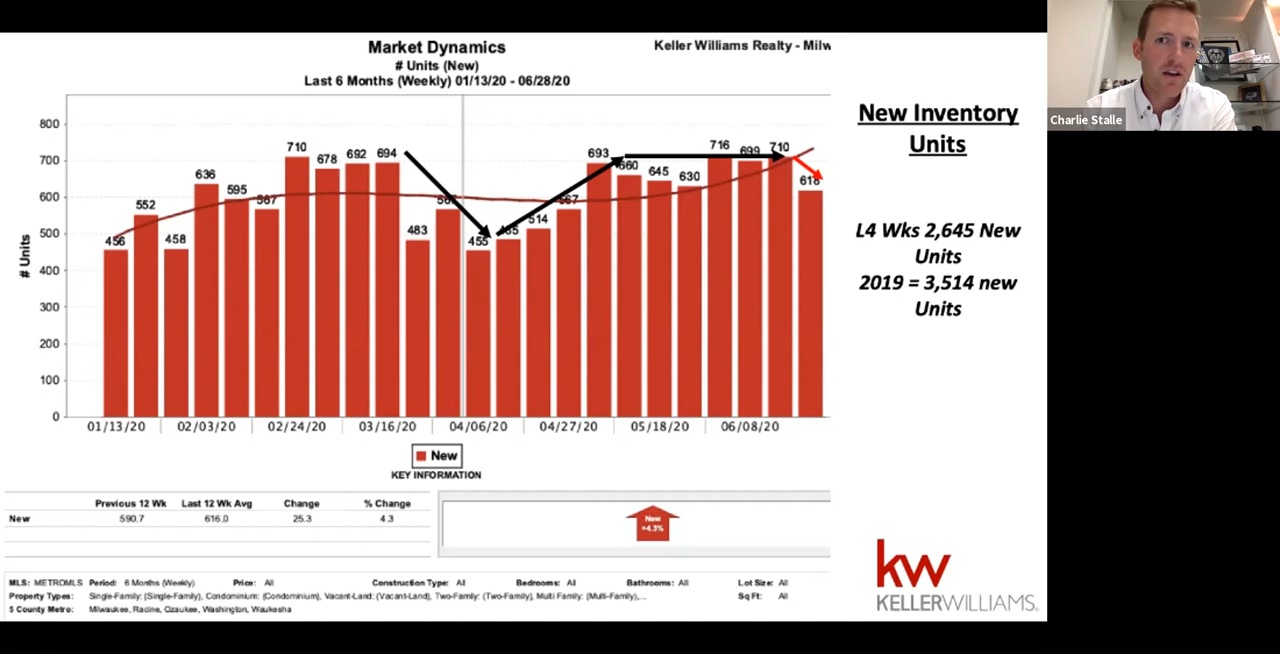 Market Dynamics
# Units (New)
Last 6 Months (Weekly) 01/13/20 - 06/28/20
Keller Williams Realty - Milw
Charlie Stalle
New Inventory
Units
L4 Wks 2,645 New
Units
2019 = 3,514 new
Units
# Units
800
700
600
500
400
300
200
100
0
456 552 458 636 595 567 710 678 692 694 483 455 485 514 567 693 660 645 630 716 699 710 618
01/13/20 02/03/20 02/24/20 03/16/20 04/06/20 04/27/20 05/18/20 06/08/20
New
KEY INFORMATION
Previous 12 Wk Last 12 Wk Avg Change % Change
New 590.7 616.0 25.3 4.3
New
+4.3%
MLS: METROMLS Period: 6 Months (Weekly) Price: All Construction Type: All Bedrooms: All Bathrooms: All Lot Size: All
Property Types: Single-Family: (Single-Family), Condominium: (Condominium), Vacant-Land: (Vacant-Land), Two-Family: (Two-Family), Multi Family: (Multi-Family),... Sq Ft: All
5 County Metro: Milwaukee, Racine, Ozaukee, Washington, Waukesha
kw
KELLERWILLIAMS.